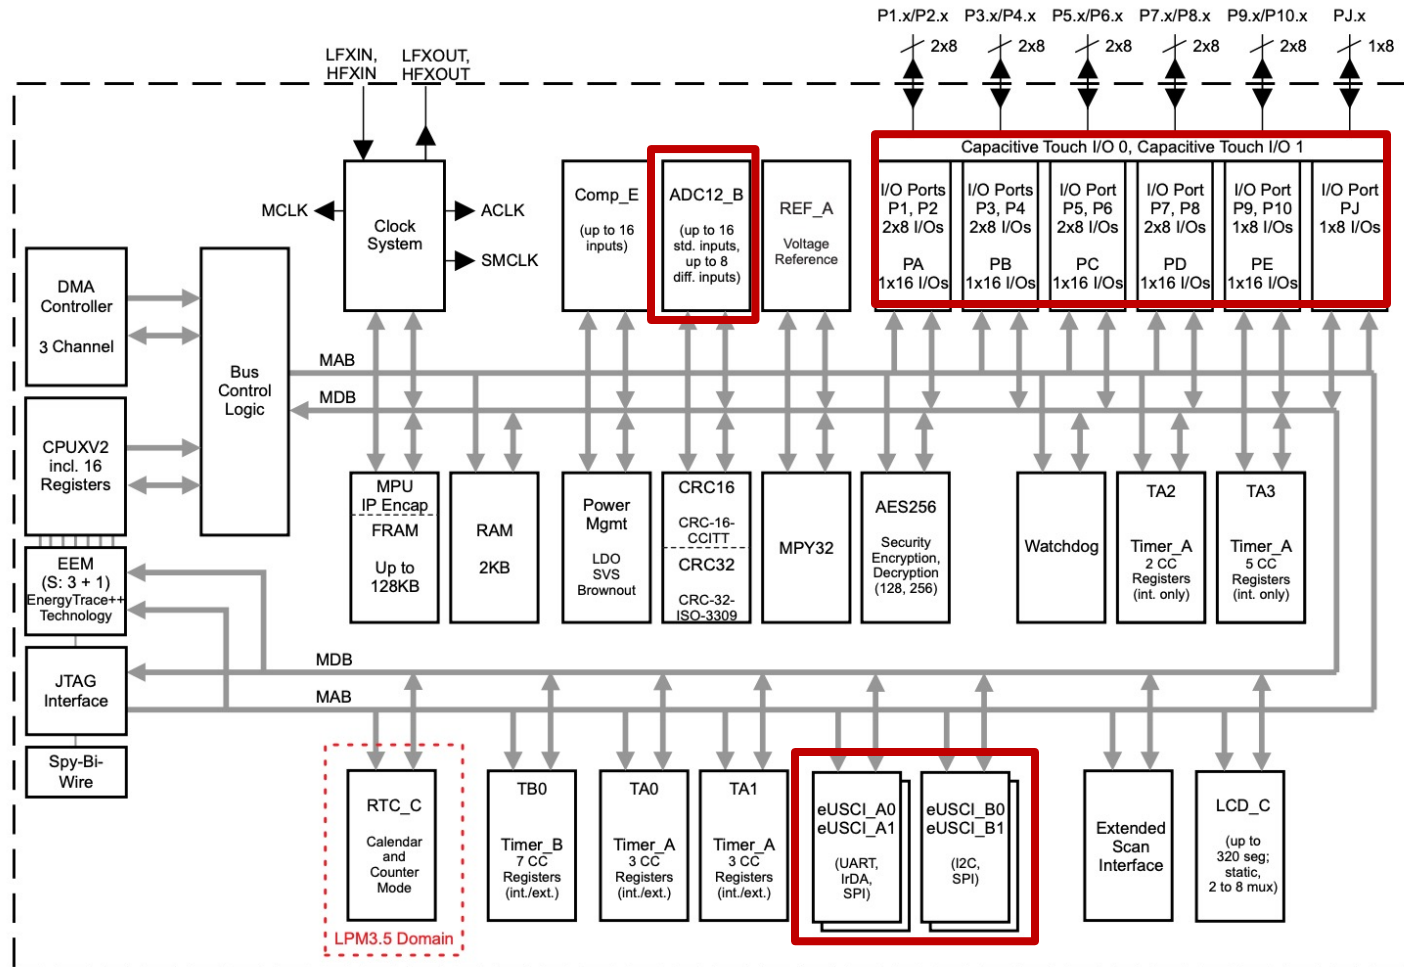 P1.x/P2.x P3.x/P4.x P5.x/P6.x P7.x/P8.x P9.x/P10.x PJ.x
2x8 2x8 2x8 2x8 2x8 1x8
LFXIN,
HFXIN
LFXOUT,
HFXOUT
Capacitive Touch I/O 0, Capacitive Touch I/O 1
MCLK
Clock
System
ACLK
SMCLK
Comp_E
(up to 16
inputs)
ADC12_B
(up to 16
std. inputs,
up to 8
diff. inputs)
REF_A
Voltage
Reference
I/O Ports
P1, P2
2x8 I/Os
PA
1x16 I/Os
I/O Ports
P3, P4
2x8 I/Os
PB
1x16 I/Os
I/O Port
P5, P6
2x8 I/Os
PC
1x16 I/Os
I/O Port
P7, P8
2x8 I/Os
PD
1x16 I/Os
I/O Port
P9, P10
1x8 I/Os
PE
1x16 I/Os
I/O Port
PJ
1x8 I/Os
DMA
Controller
3 Channel
Bus
Control
Logic
MAB
MDB
CPUXV2
incl. 16
Registers
MPU
IP Encap
FRAM
Up to
128KB
RAM
2KB
Power
Mgmt
LDO
SVS
Brownout
CRC16
CRC-16-
CCITT
CRC32
CRC-32-
ISO-3309
MPY32
AES256
Security
Encryption,
Decryption
(128, 256)
Watchdog
TA2
Timer_A
2 CC
Registers
(int. only)
TA3
Timer_A
5 CC
Registers
(int. only)
EEM
(S: 3 + 1)
EnergyTrace++
Technology
MDB
MAB
JTAG
Interface
Spy-Bi-
Wire
RTC_C
Calendar
and
Counter
Mode
LPM3.5 Domain
TB0
Timer_B
7 CC
Registers
(int./ext.)
TA0
Timer_A
3 CC
Registers
(int./ext.)
TA1
Timer_A
3 CC
Registers
(int./ext.)
eUSCI_A0
eUSCI_A1
(UART,
IrDA,
SPI)
eUSCI_B0
eUSCI_B1
(I2C,
SPI)
Extended
Scan
Interface
LCD_C
(up to
320 seg;
static,
2 to 8 mux)